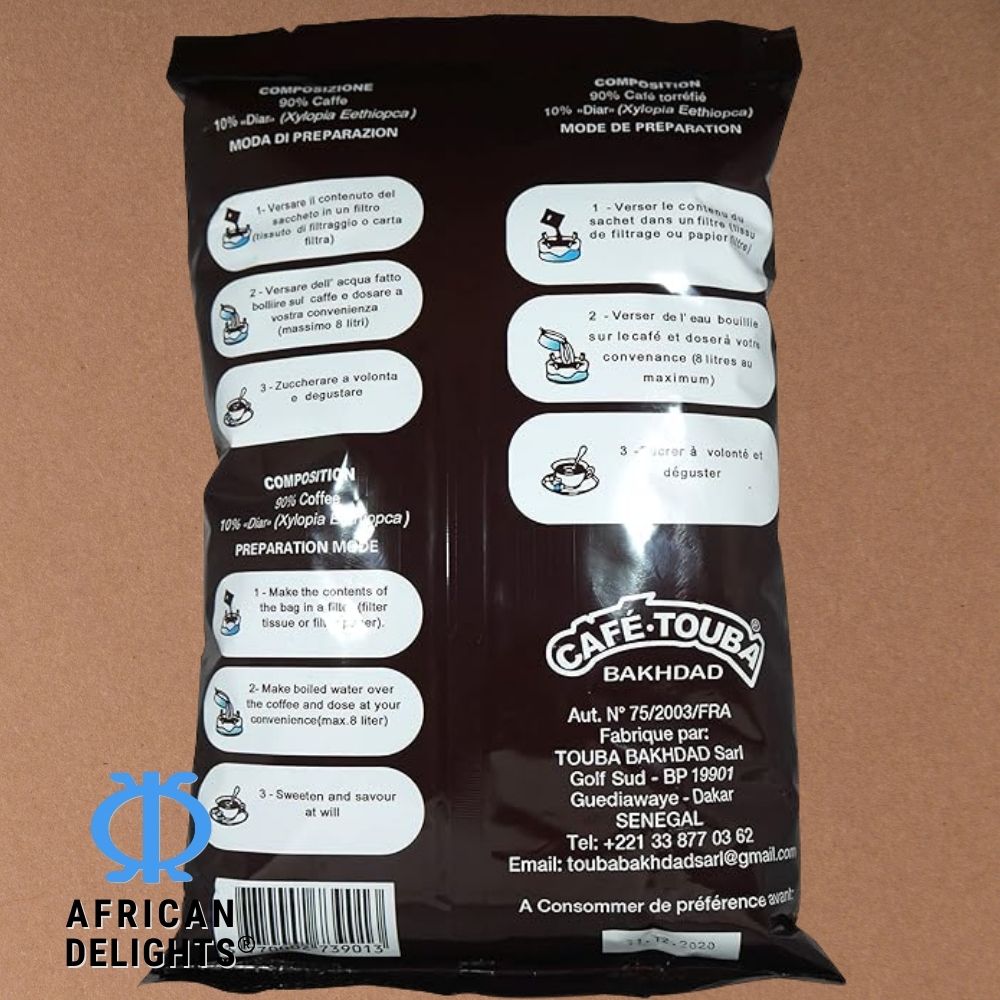 COMPOSIZIONE
90% Caffe
10% «Diar» (Xylopia Eethiopca)
MODA DI PREPARAZION
1- Versare il contenuto del
saccheto in un filtro
(tissuto di filtraggio o carta
filtra)
2 - Versare dell' acqua fatto
bolliire sul caffe e dosare a
vostra convenienza
(massimo 8 litri)
3 - Zuccherare a volonta
e degustare
COMPOSITION
90% Coffee
10% «Diar» (Xylopia Eethiopca)
PREPARATION MODE
1 - Make the contents of
the bag in a filte (filter
tissue or filter paper).
2- Make boiled water over
the coffee and dose at your
convenience(max.8 liter)
3 - Sweeten and savour
at will
COMPOSITION
90% Café torréfié
10% «Diar» (Xylopia Eethiopca)
MODE DE PREPARATION
1 - Verser le contenu du
sachet dans un filtre (tissu
de filtrage ou papier filtre)
2 - Verser de l' eau bouillie
sur le café et doserà votre
convenance (8 litres au
maximum)
3 - Sucrer à volonté et
déguster
CAFÉ·TOUBA®
BAKHDAD
Aut. N° 75/2003/FRA
Fabrique par:
TOUBA BAKHDAD Sarl
Golf Sud - BP 19901
Guediawaye - Dakar
SENEGAL
Tel: +221 33 877 03 62
Email: toubabakhdadsarl@gmail.com
A Consommer de préférence avant:
31.12.2020
739013
AFRICAN
DELIGHTS®